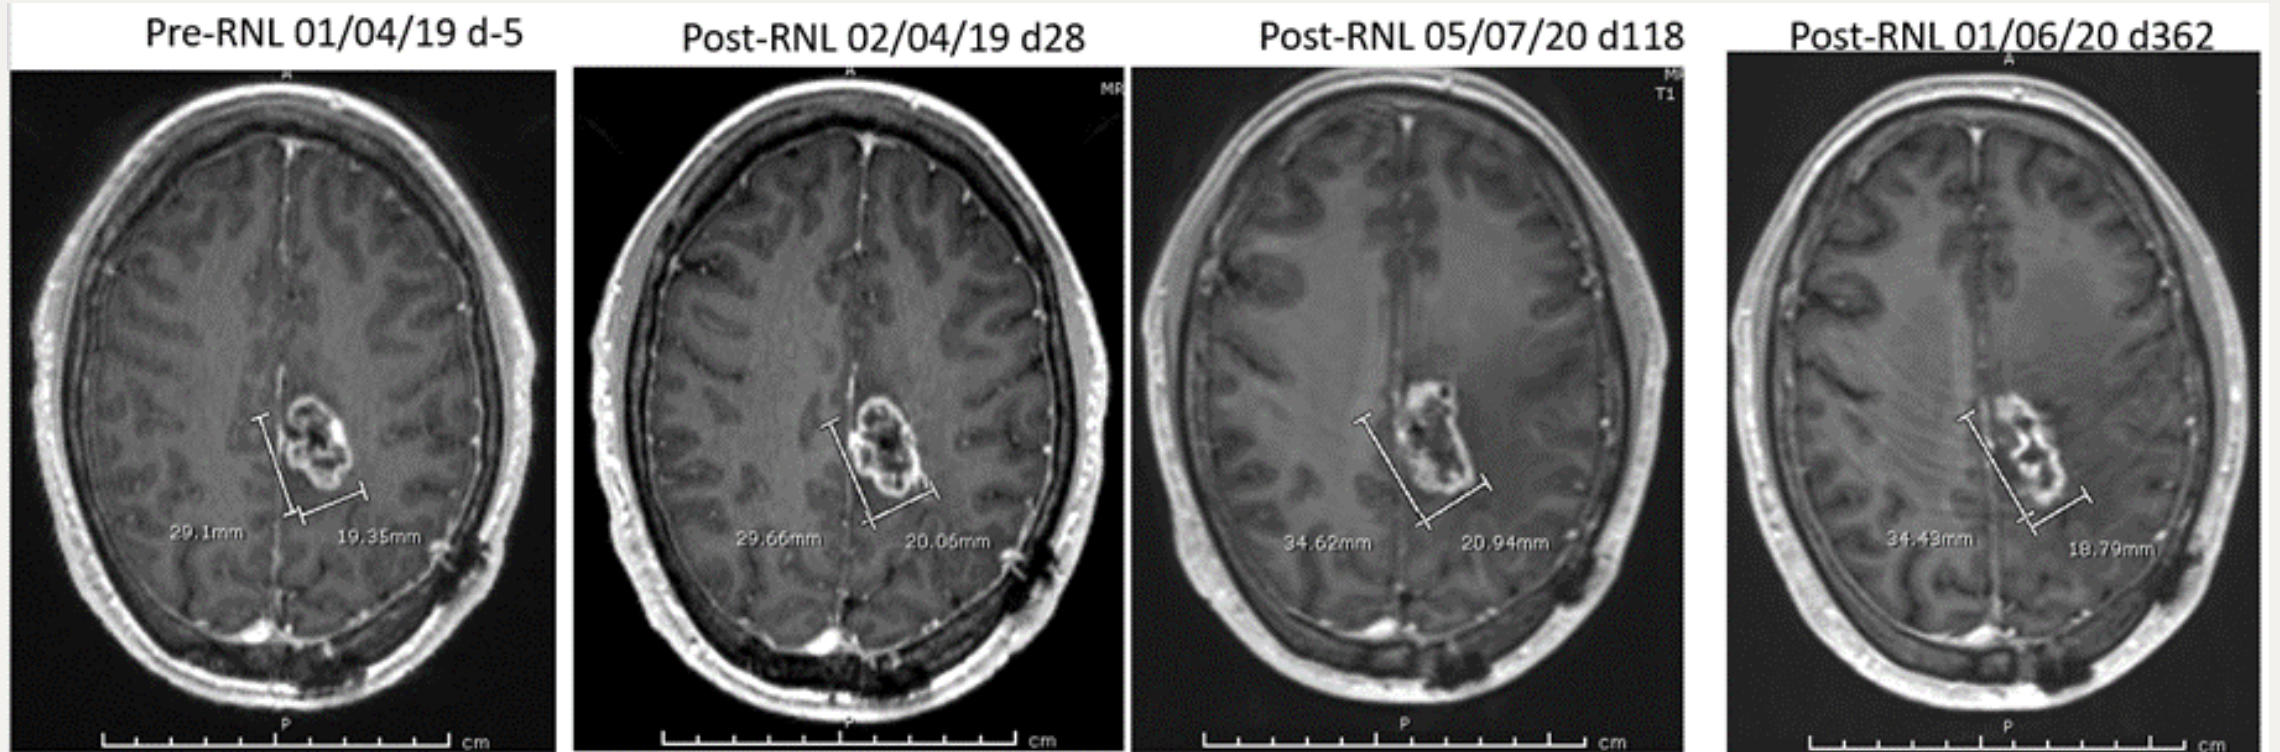 Pre-RNL 01/04/19 d-5
Post-RNL 02/04/19 d28
Post-RNL 05/07/20 d118
Post-RNL 01/06/20 d362
A
29.1mm
19.35mm
P
cm
A
MR
29.66mm
20.06mm
P
cm
MR
T1
34.62mm
20.94mm
P
cm
A
34.43mm
18.79mm
P
cm